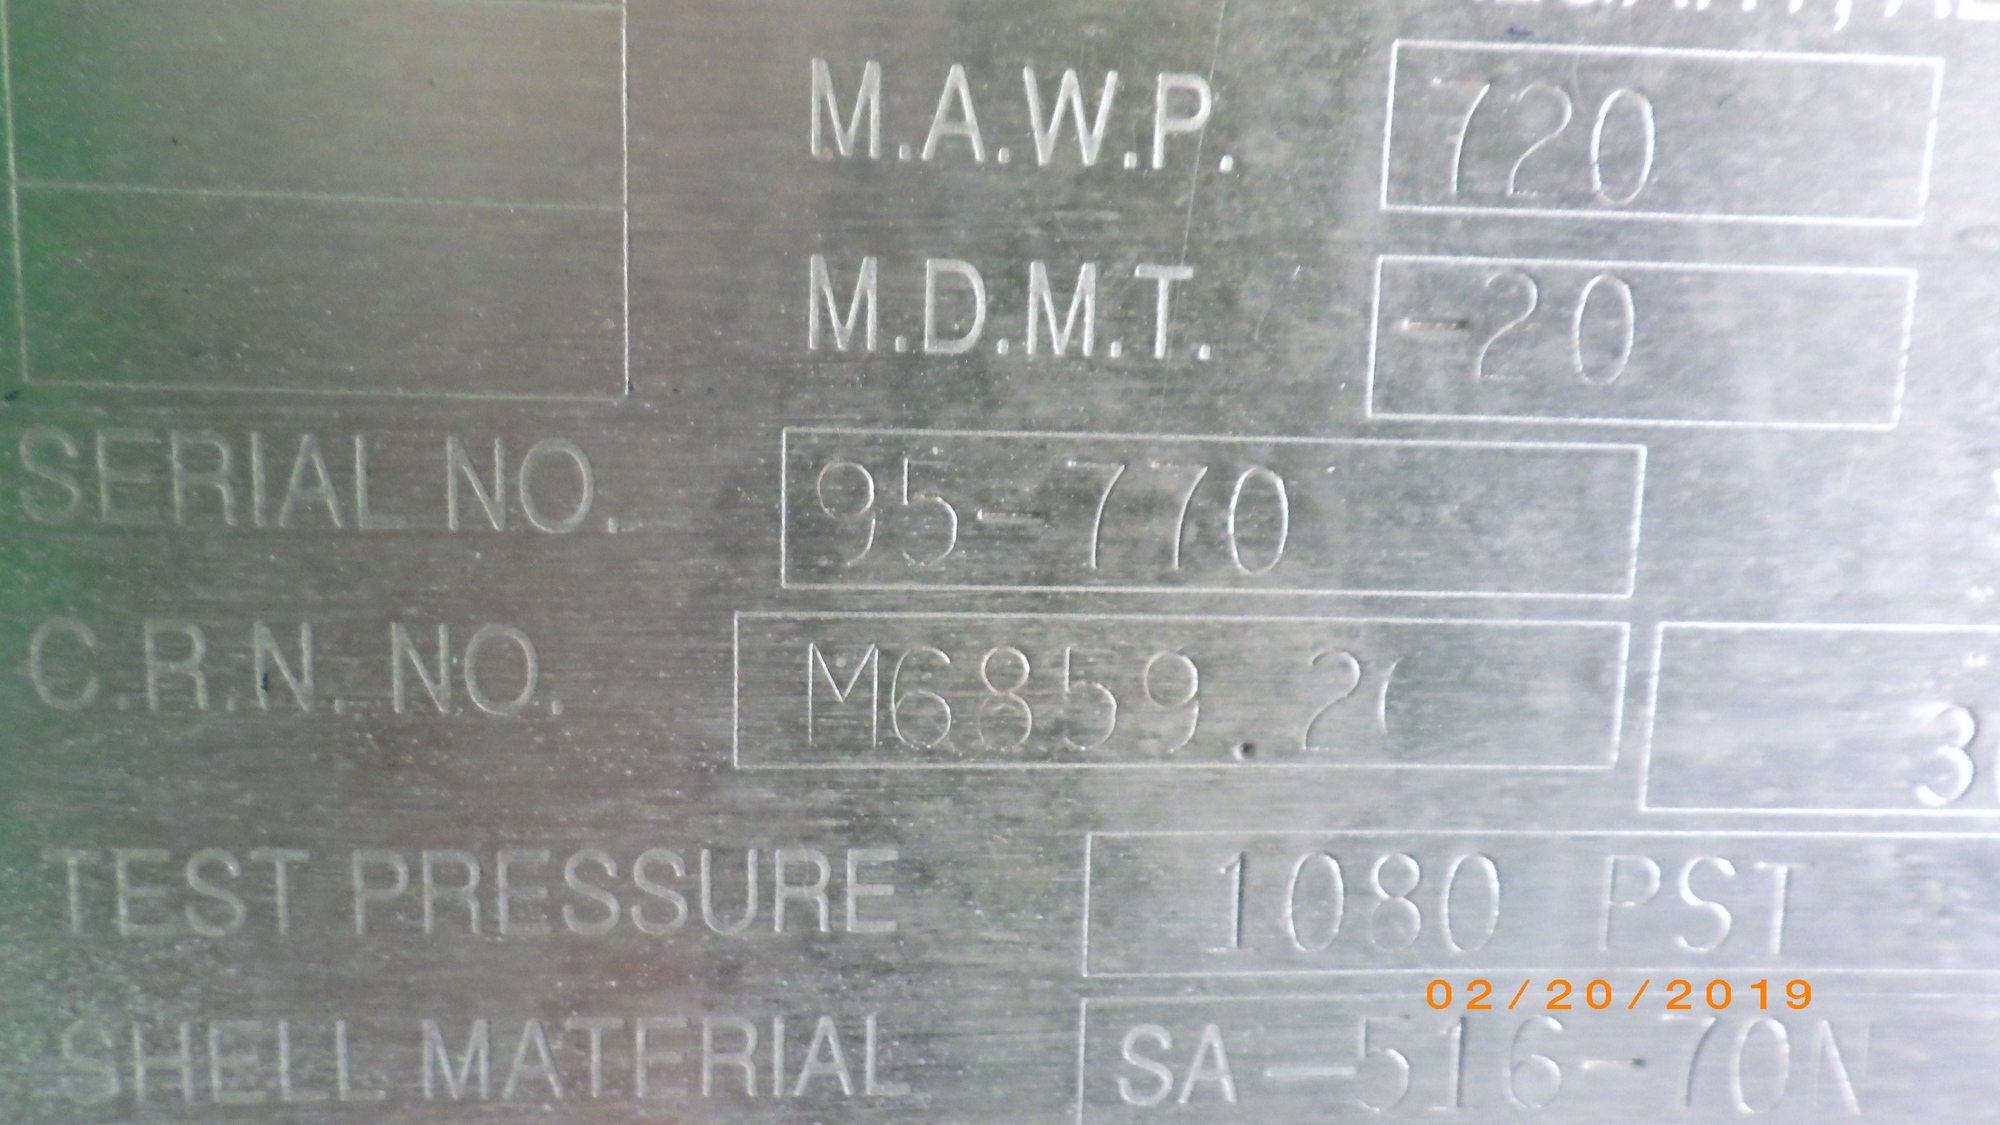 M.A.W.P. 720
M.D.M.T. -20
SERIAL NO. 95-770
C.R.N. NO. M6859.2
TEST PRESSURE 1080 PSI
02/20/2019
SHELL MATERIAL SA-516-70N